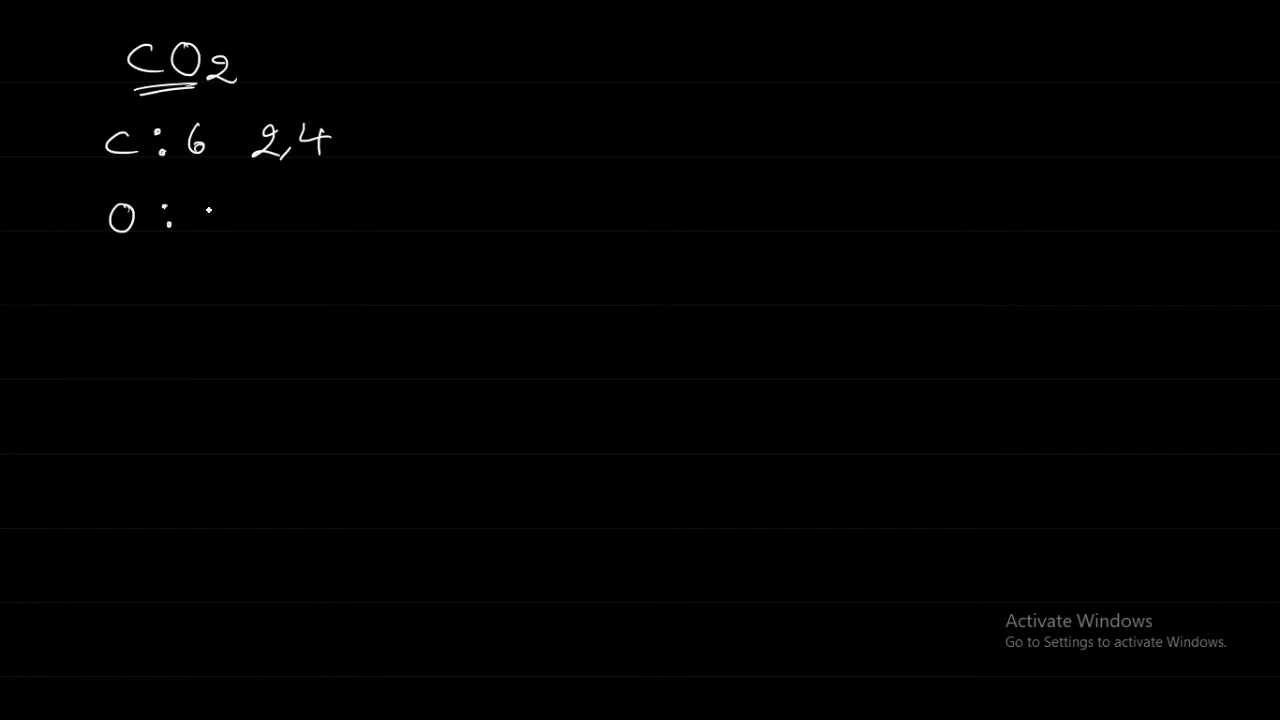 CO₂
C : 6 2,4
O :
Activate Windows
Go to Settings to activate Windows.